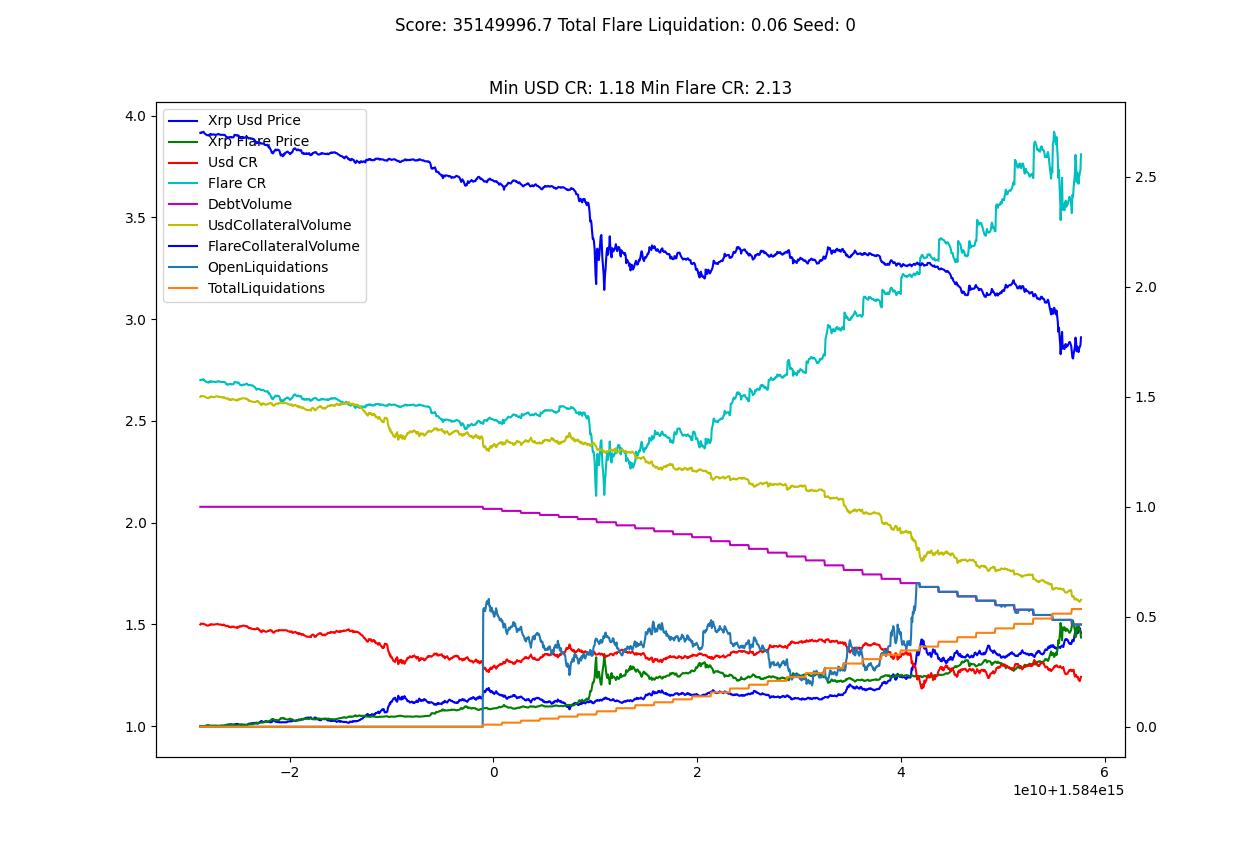 Score: 35149996.7 Total Flare Liquidation: 0.06 Seed: 0
Min USD CR: 1.18 Min Flare CR: 2.13
Xrp Usd Price
Xrp Flare Price
Usd CR
Flare CR
DebtVolume
UsdCollateralVolume
FlareCollateralVolume
OpenLiquidations
TotalLiquidations
4.0
3.5
3.0
2.5
2.0
1.5
1.0
2.5
2.0
1.5
1.0
0.5
0.0
−2 0 2 4 6
1e10+1.584e15